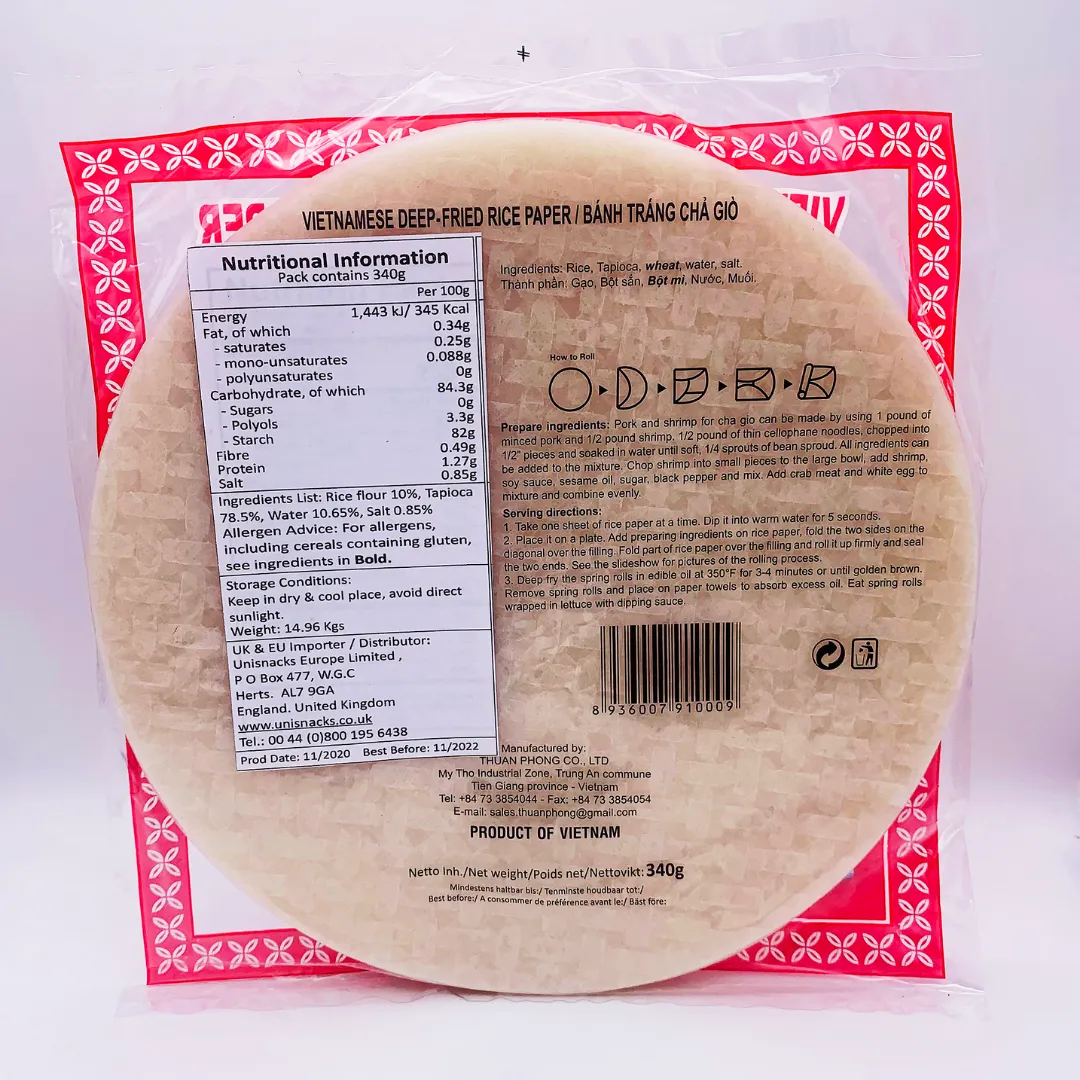 VIETNAMESE DEEP-FRIED RICE PAPER / BÁNH TRÁNG CHẢ GIÒ
Nutritional Information
Pack contains 340g
Per 100g
Energy 1,443 kJ/ 345 Kcal
Fat, of which 0.34g
- saturates 0.25g
- mono-unsaturates 0.088g
- polyunsaturates 0g
Carbohydrate, of which 84.3g
- Sugars 0g
- Polyols 3.3g
- Starch 82g
Fibre 0.49g
Protein 1.27g
Salt 0.85g
Ingredients List: Rice flour 10%, Tapioca
78.5%, Water 10.65%, Salt 0.85%
Allergen Advice: For allergens,
including cereals containing gluten,
see ingredients in Bold.
Storage Conditions:
Keep in dry & cool place, avoid direct
sunlight.
Weight: 14.96 Kgs
UK & EU Importer / Distributor:
Unisnacks Europe Limited ,
P O Box 477, W.G.C
Herts. AL7 9GA
England. United Kingdom
www.unisnacks.co.uk
Tel.: 00 44 (0)800 195 6438
Prod Date: 11/2020 Best Before: 11/2022
Ingredients: Rice, Tapioca, wheat, water, salt.
Thành phần: Gạo, Bột sắn, Bột mì, Nước, Muối.
How to Roll
Prepare ingredients: Pork and shrimp for cha gio can be made by using 1 pound of
minced pork and 1/2 pound shrimp, 1/2 pound of thin cellophane noodles, chopped into
1/2" pieces and soaked in water until soft, 1/4 sprouts of bean sproud. All ingredients can
be added to the mixture. Chop shrimp into small pieces to the large bowl, add shrimp,
soy sauce, sesame oil, sugar, black pepper and mix. Add crab meat and white egg to
mixture and combine evenly.
Serving directions:
1. Take one sheet of rice paper at a time. Dip it into warm water for 5 seconds.
2. Place it on a plate. Add preparing ingredients on rice paper, fold the two sides on the
diagonal over the filling. Fold part of rice paper over the filling and roll it up firmly and seal
the two ends. See the slideshow for pictures of the rolling process.
3. Deep fry the spring rolls in edible oil at 350°F for 3-4 minutes or until golden brown.
Remove spring rolls and place on paper towels to absorb excess oil. Eat spring rolls
wrapped in lettuce with dipping sauce.
8 936007 910009
Manufactured by:
THUAN PHONG CO., LTD
My Tho Industrial Zone, Trung An commune
Tien Giang province - Vietnam
Tel: +84 73 3854044 - Fax: +84 73 3854054
E-mail: sales.thuanphong@gmail.com
PRODUCT OF VIETNAM
Netto Inh./Net weight/Poids net/Nettovikt: 340g
Mindestens haltbar bis:/ Tenminste houdbaar tot:/
Best before:/ A consommer de préférence avant le:/ Bäst före: